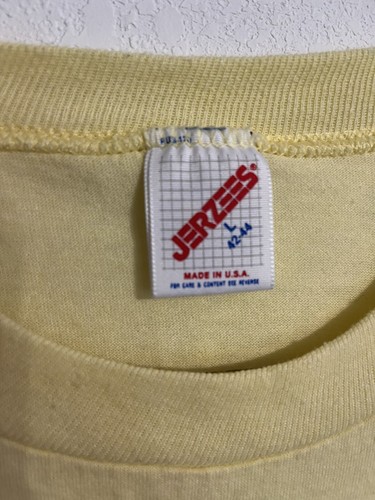 JERZEES®
L
42-44
MADE IN U.S.A.
FOR CARE & CONTENT SEE REVERSE